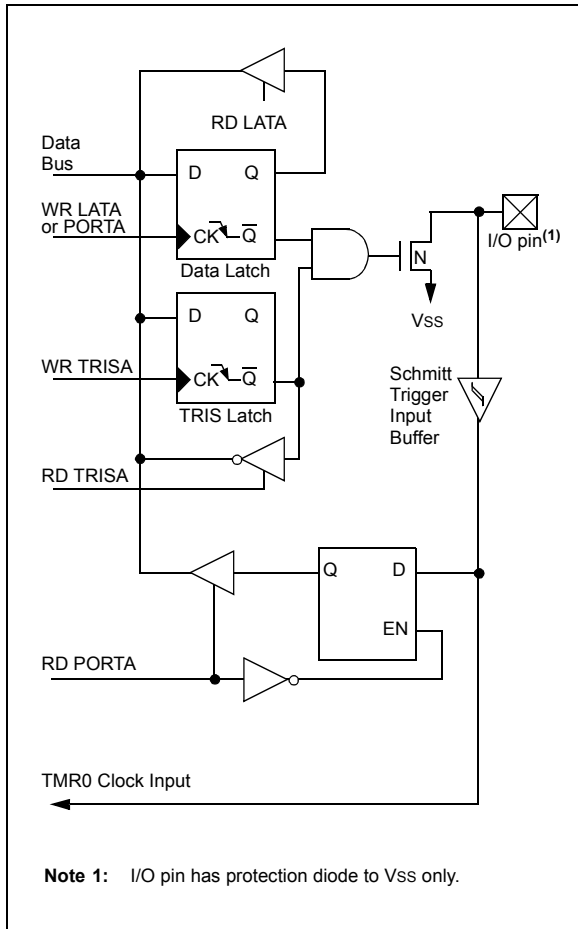 RD LATA
Data
Bus
D Q
WR LATA
or PORTA
CK Q̅
Data Latch
I/O pin(1)
N
VSS
D Q
WR TRISA
CK Q̅
TRIS Latch
Schmitt
Trigger
Input
Buffer
RD TRISA
Q D
EN
RD PORTA
TMR0 Clock Input
Note 1: I/O pin has protection diode to VSS only.